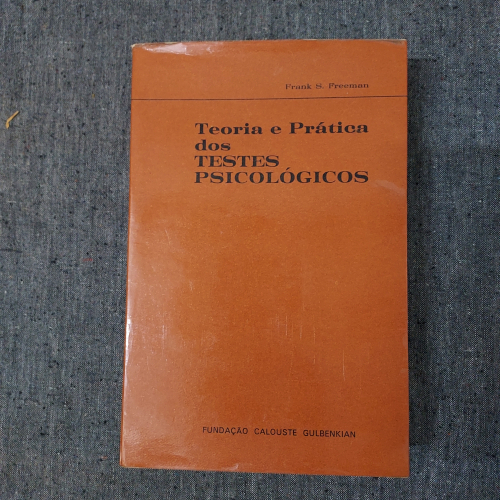 Frank S. Freeman
Teoria e Prática
dos
TESTES
PSICOLÓGICOS
FUNDAÇÃO CALOUSTE GULBENKIAN